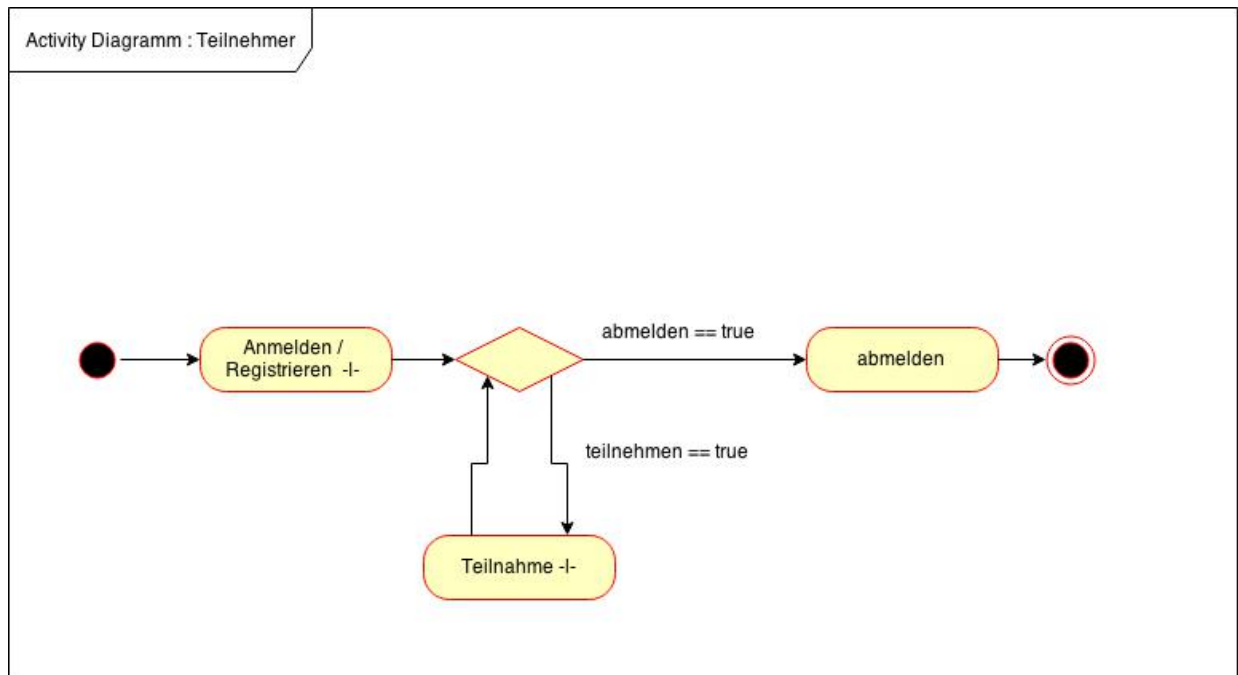 Activity Diagramm : Teilnehmer
Anmelden /
Registrieren -I-
abmelden == true
abmelden
teilnehmen == true
Teilnahme -I-